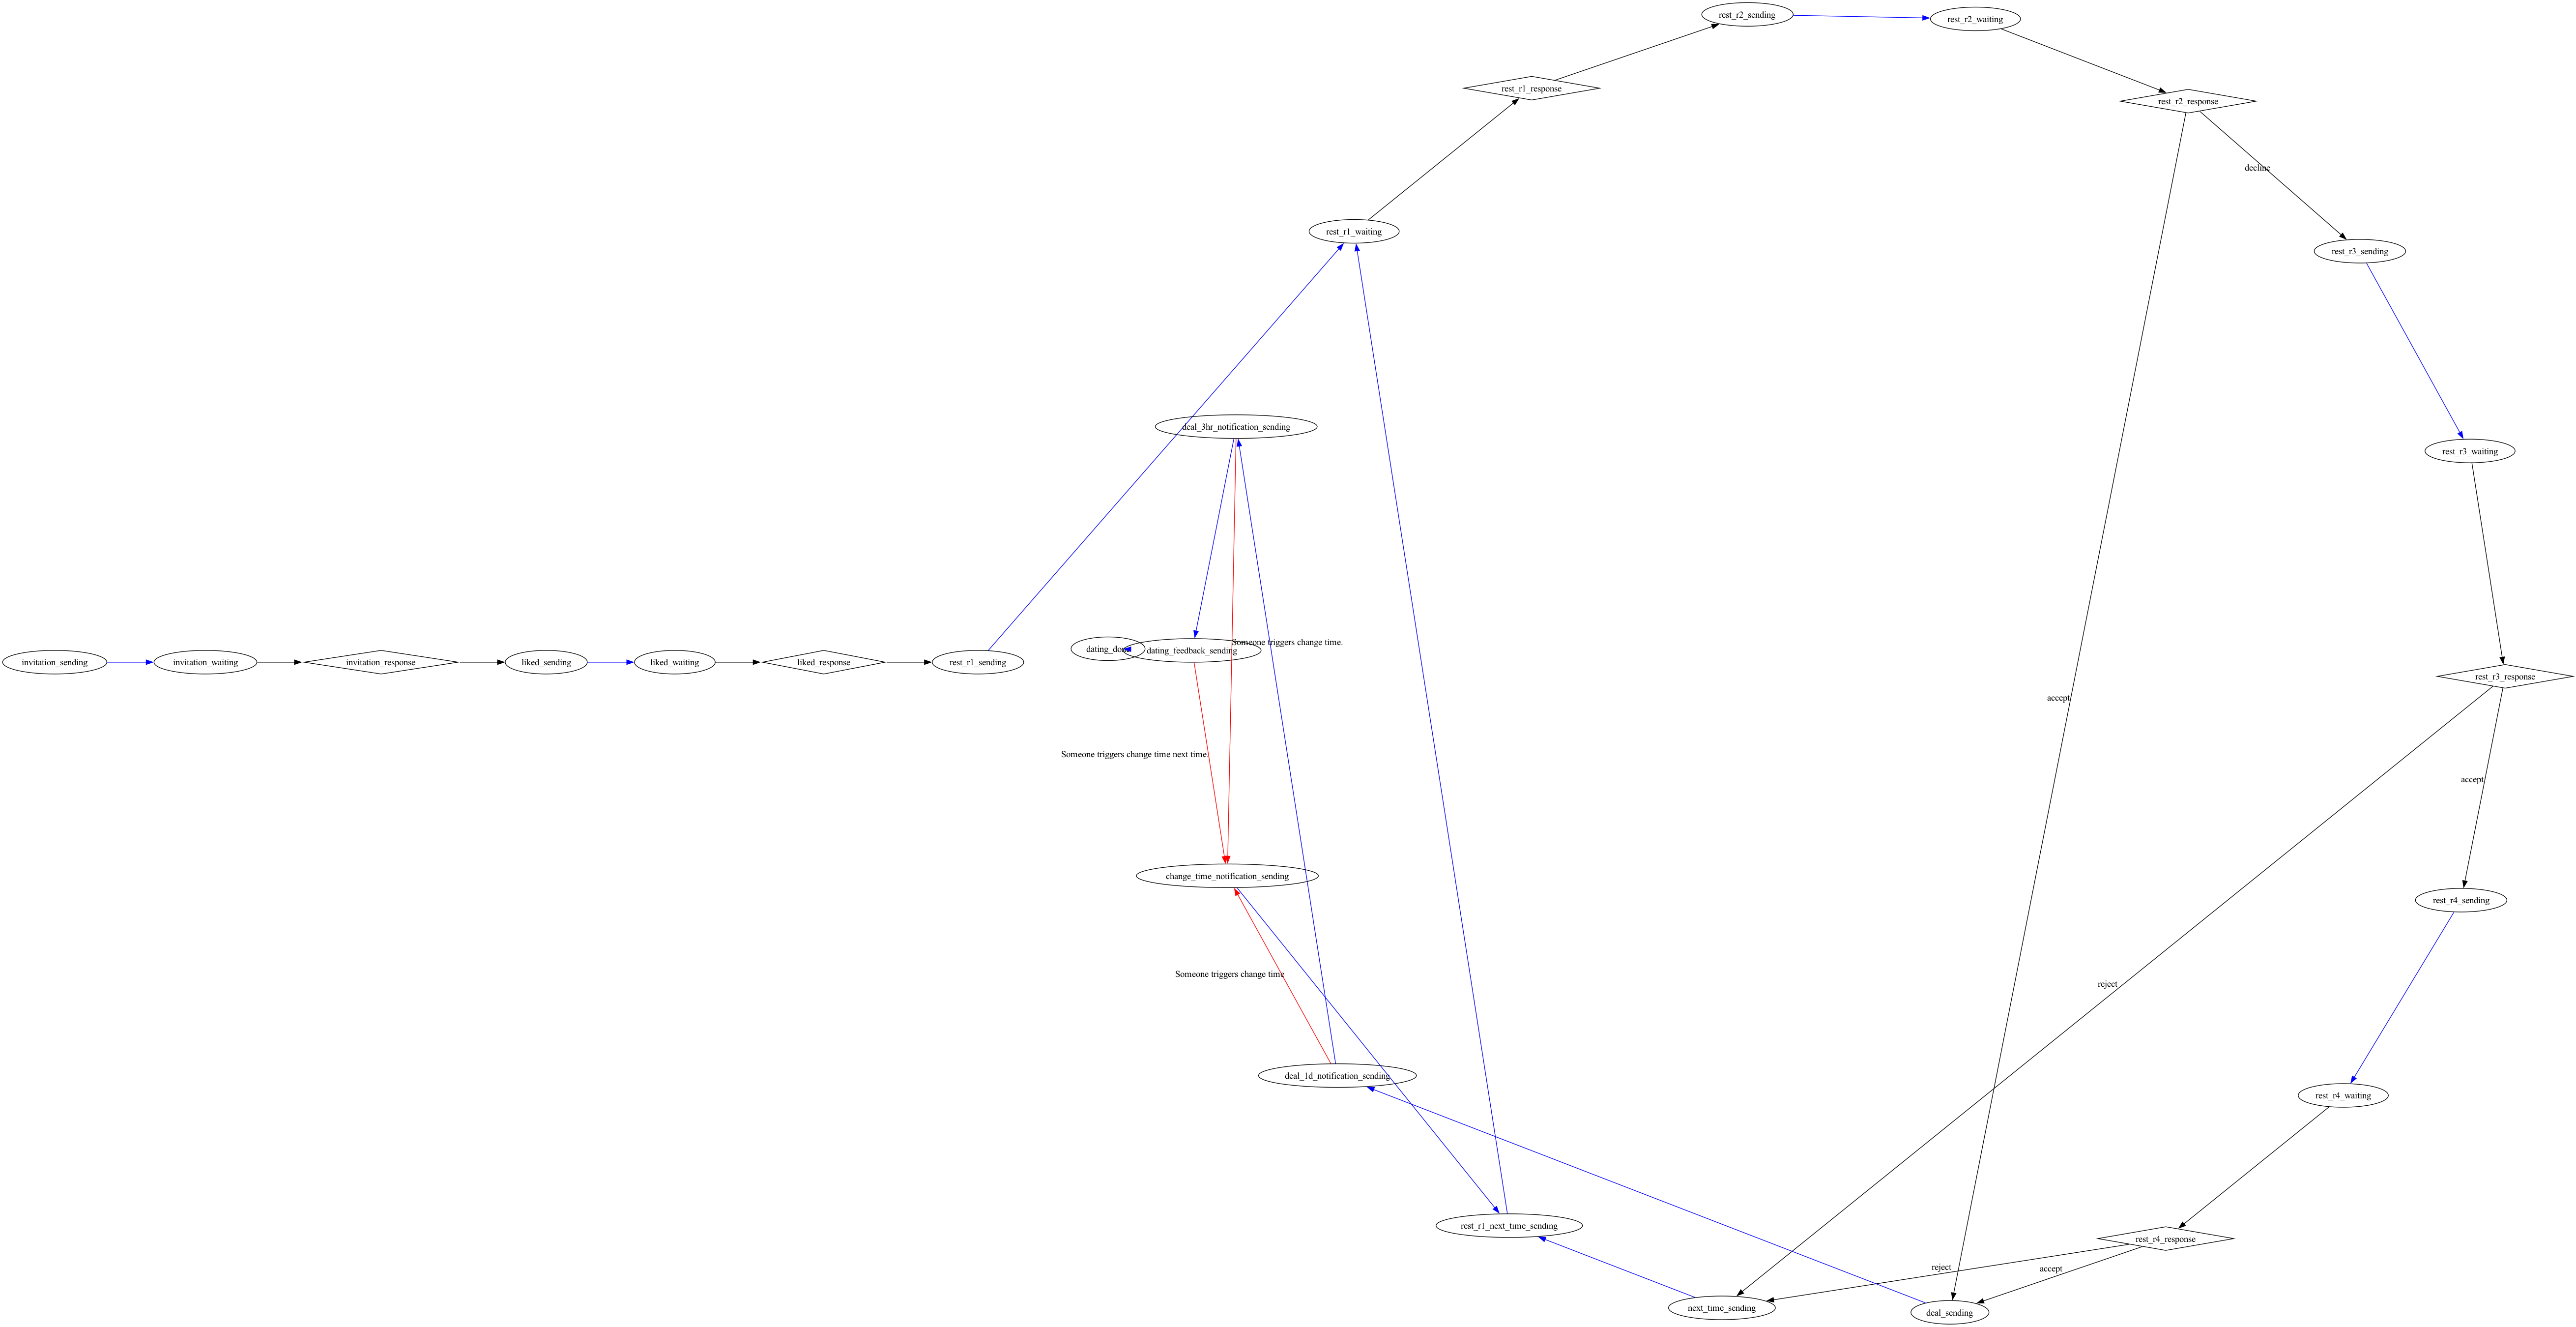 rest_r2_sending
rest_r2_waiting
rest_r1_response
rest_r2_response
decline
rest_r1_waiting
rest_r3_sending
deal_3hr_notification_sending
rest_r3_waiting
invitation_sending
invitation_waiting
invitation_response
liked_sending
liked_waiting
liked_response
rest_r1_sending
dating_done
dating_feedback_sending
Someone triggers change time.
rest_r3_response
accept
Someone triggers change time next time.
accept
change_time_notification_sending
rest_r4_sending
Someone triggers change time
reject
deal_1d_notification_sending
rest_r4_waiting
rest_r1_next_time_sending
rest_r4_response
reject
accept
next_time_sending
deal_sending